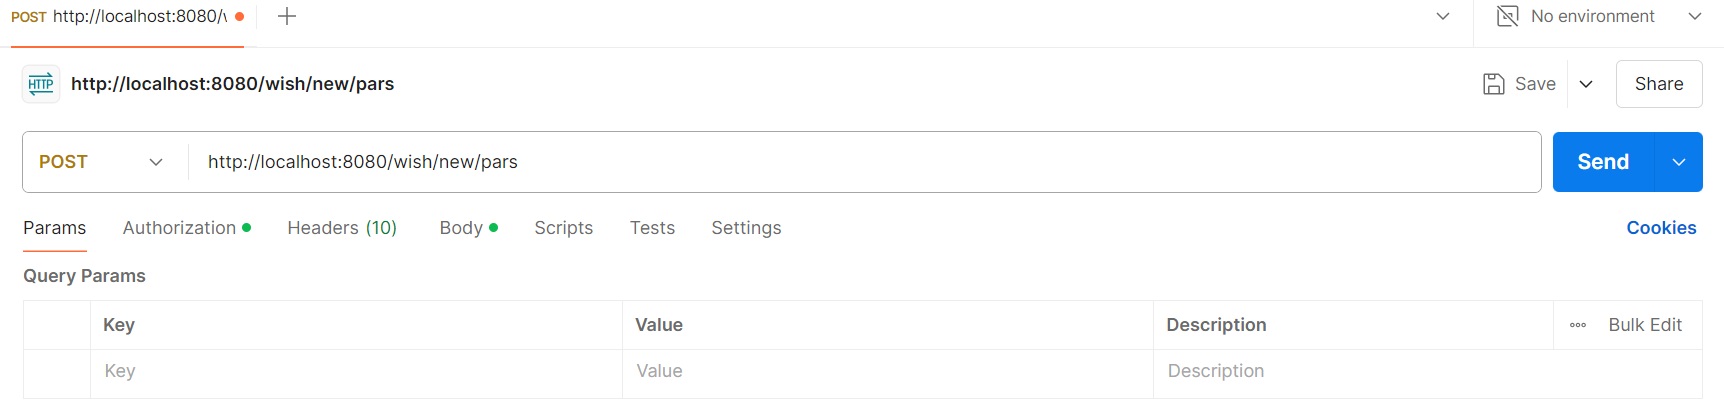 POST http://localhost:8080/w No environment
HTTP http://localhost:8080/wish/new/pars Save Share
POST http://localhost:8080/wish/new/pars Send
Params Authorization Headers (10) Body Scripts Tests Settings Cookies
Query Params
Key Value Description Bulk Edit
Key Value Description